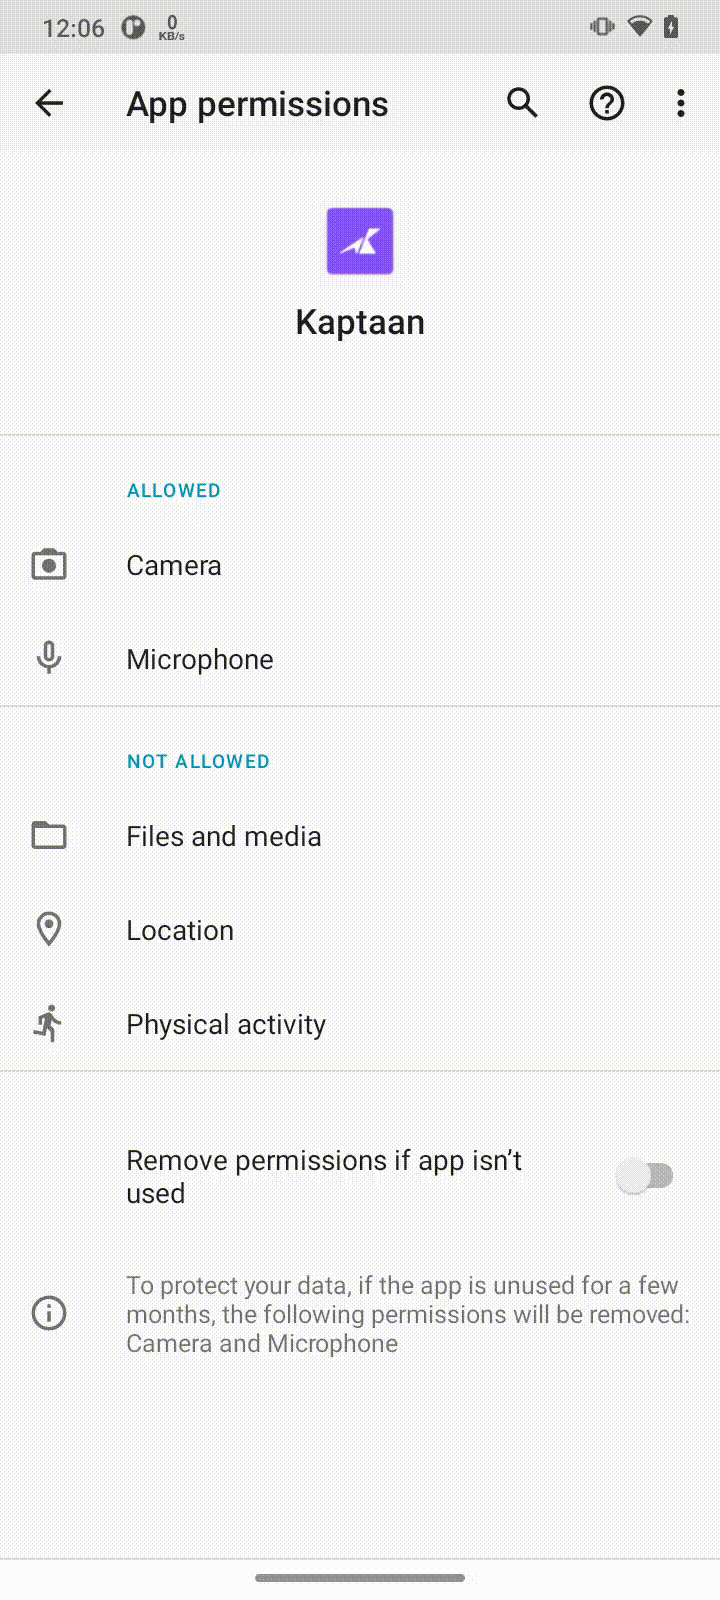 12:06 0 KB/s
App permissions
Kaptaan
ALLOWED
Camera
Microphone
NOT ALLOWED
Files and media
Location
Physical activity
Remove permissions if app isn’t
used
To protect your data, if the app is unused for a few
months, the following permissions will be removed:
Camera and Microphone